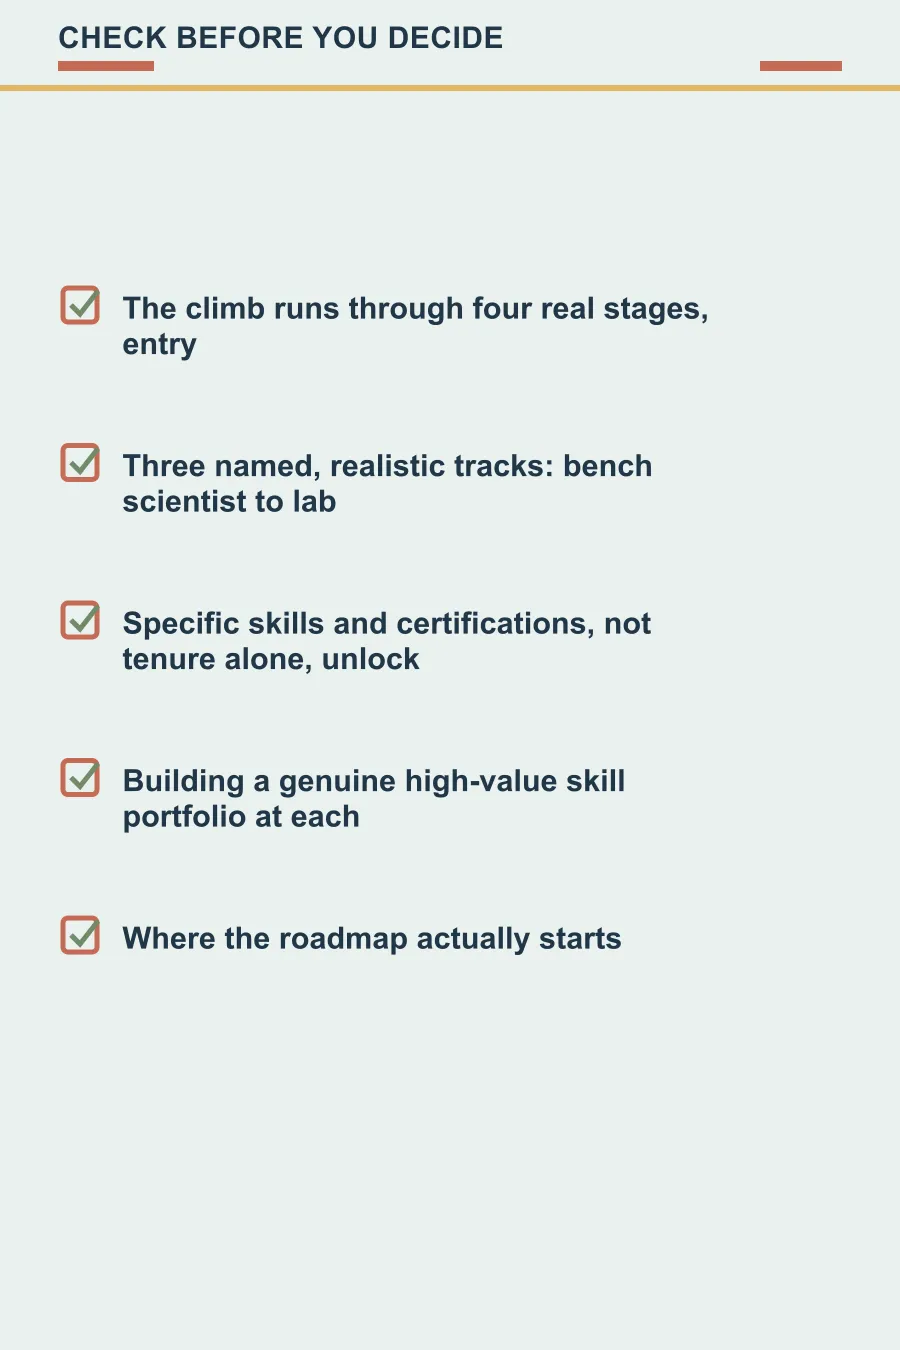 CHECK BEFORE YOU DECIDE
The climb runs through four real stages,
entry
Three named, realistic tracks: bench
scientist to lab
Specific skills and certifications, not
tenure alone, unlock
Building a genuine high-value skill
portfolio at each
Where the roadmap actually starts